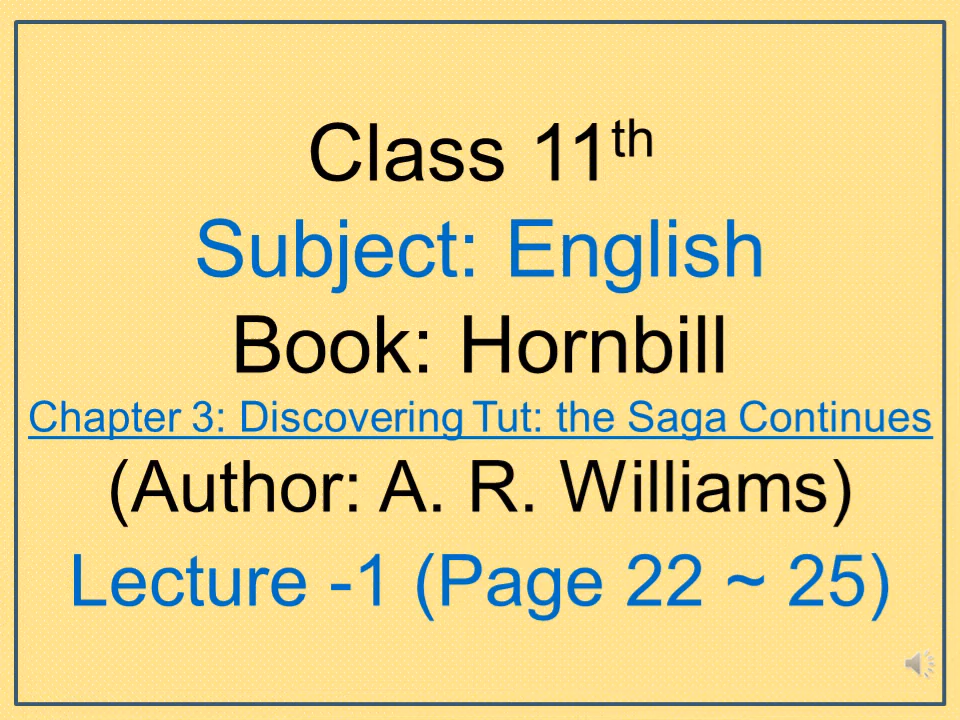 Class 11th
Subject: English
Book: Hornbill
Chapter 3: Discovering Tut: the Saga Continues
(Author: A. R. Williams)
Lecture -1 (Page 22 ~ 25)